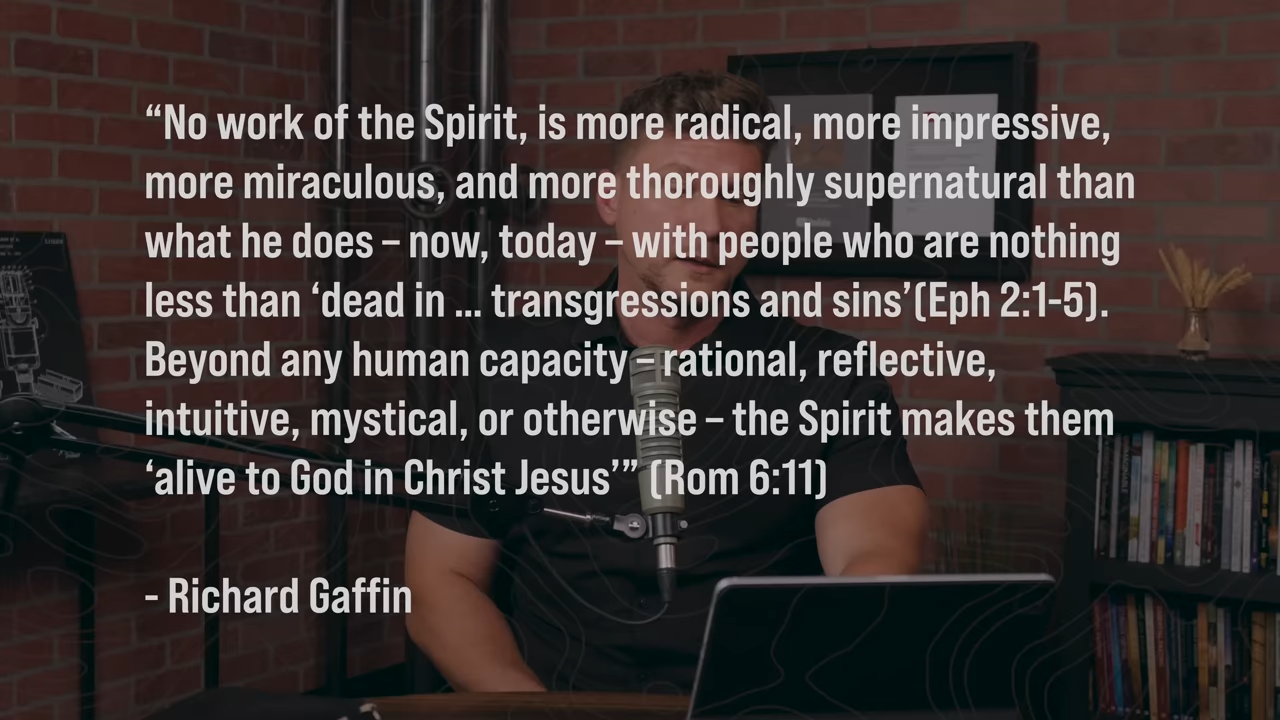 “No work of the Spirit, is more radical, more impressive,
more miraculous, and more thoroughly supernatural than
what he does – now, today – with people who are nothing
less than ‘dead in ... transgressions and sins’(Eph 2:1-5).
Beyond any human capacity – rational, reflective,
intuitive, mystical, or otherwise – the Spirit makes them
‘alive to God in Christ Jesus’” (Rom 6:11)
- Richard Gaffin